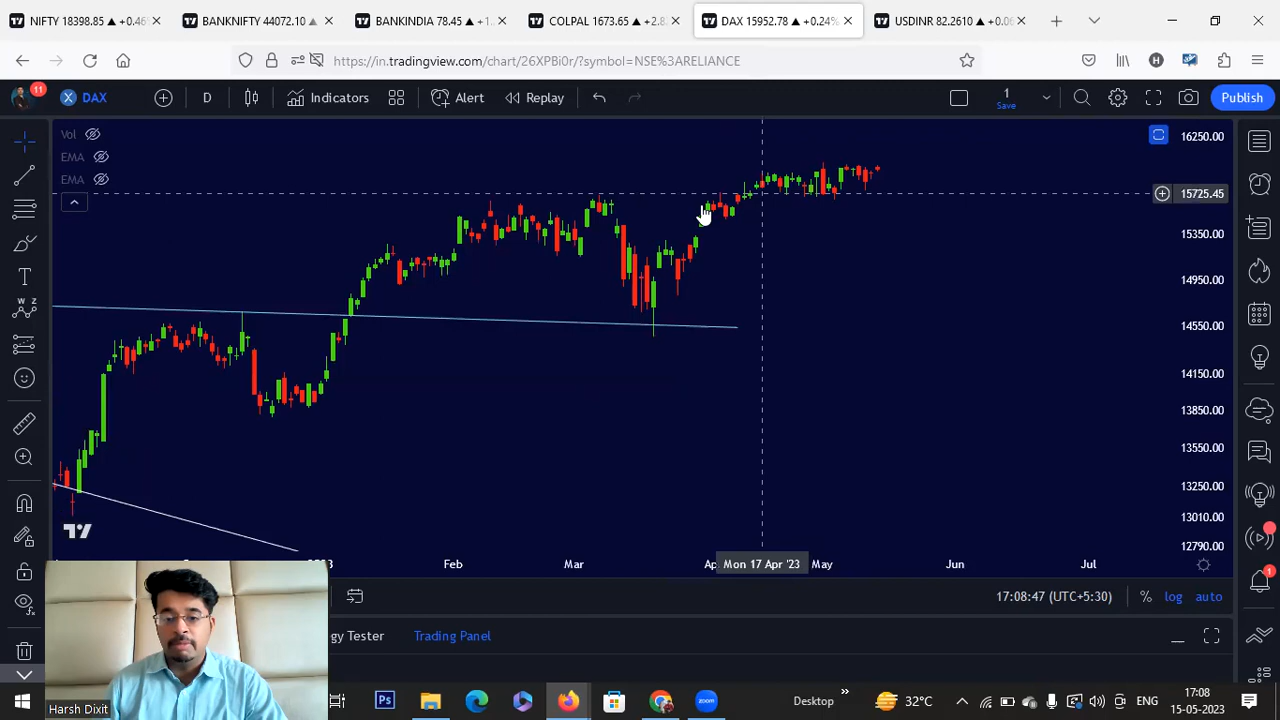 NIFTY 18398.85 ▲ +0.46%
BANKNIFTY 44072.10 ▲
BANKINDIA 78.45 ▲ +1.
COLPAL 1673.65 ▲ +2.8
DAX 15952.78 ▲ +0.24%
USDINR 82.2610 ▲ +0.0
https://in.tradingview.com/chart/26XPBi0r/?symbol=NSE%3ARELIANCE
11
DAX
D
Indicators
Alert
Replay
1
Save
Publish
Vol
EMA
EMA
16250.00
15725.45
15350.00
14950.00
14550.00
14150.00
13850.00
13550.00
13250.00
13010.00
12790.00
Feb
Mar
Ap
Mon 17 Apr '23
May
Jun
Jul
17:08:47 (UTC+5:30)
%
log
auto
gy Tester
Trading Panel
1
Harsh Dixit
Ps
Desktop
32°C
ENG
17:08
15-05-2023